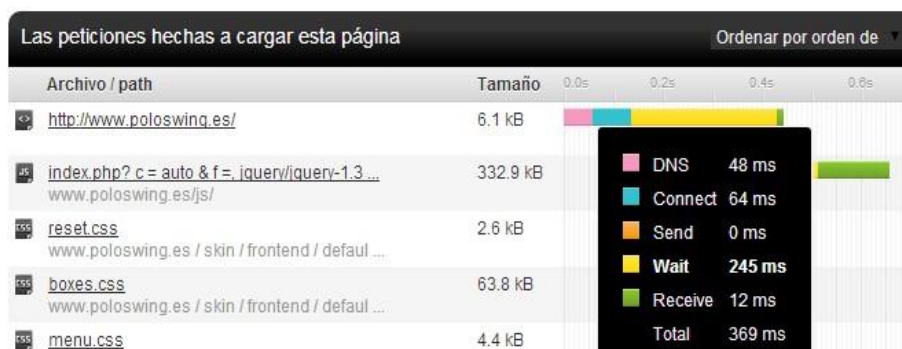 Las peticiones hechas a cargar esta página
Ordenar por orden de
Archivo / path
Tamaño
0.0s
0.2s
0.4s
0.6s
<>
http://www.poloswing.es/
6.1 kB
JS
index.php? c = auto & f =, jquery/jquery-1.3 ...
332.9 kB
www.poloswing.es/js/
CSS
reset.css
2.6 kB
www.poloswing.es / skin / frontend / defaul ...
CSS
boxes.css
63.8 kB
www.poloswing.es / skin / frontend / defaul ...
CSS
menu.css
4.4 kB
DNS 48 ms
Connect 64 ms
Send 0 ms
Wait 245 ms
Receive 12 ms
Total 369 ms